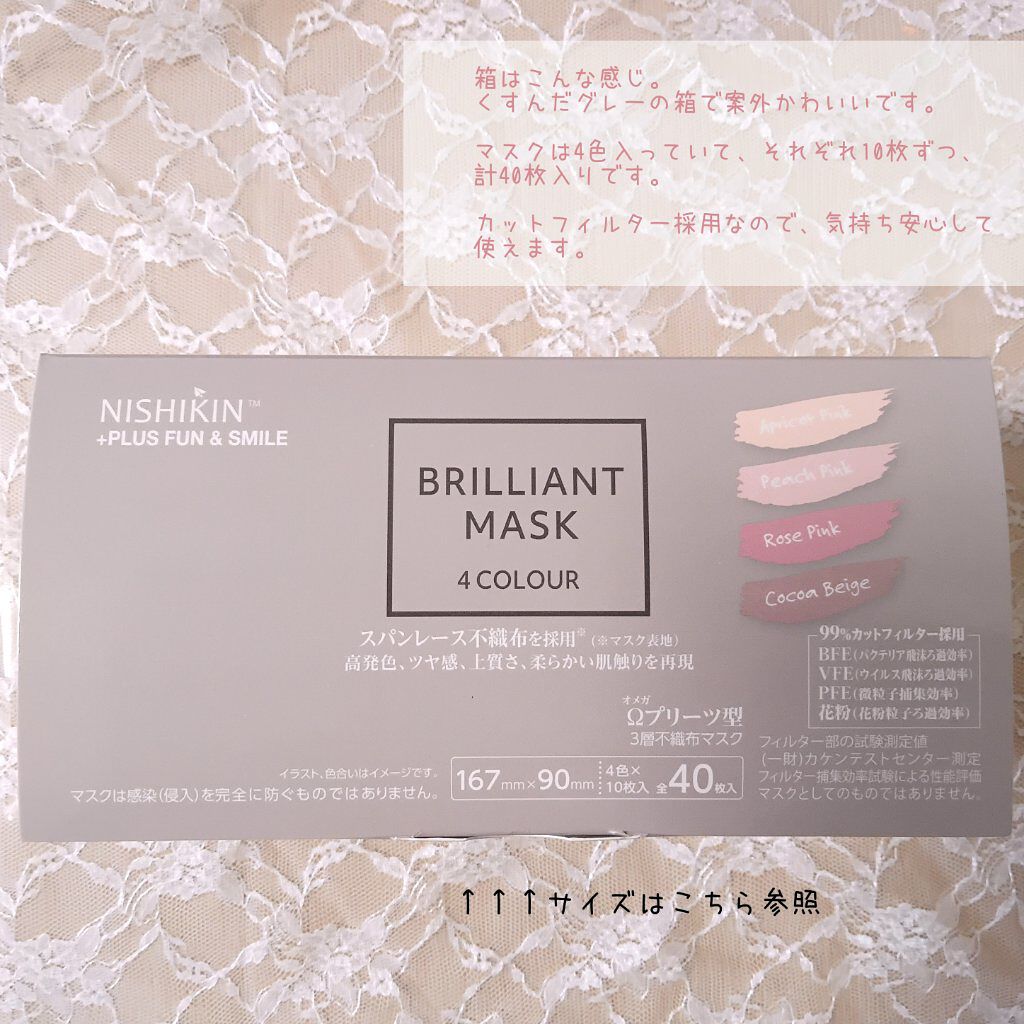 箱はこんな感じ。
くすんだグレーの箱で案外かわいいです。
マスクは4色入っていて、それぞれ10枚ずつ、
計40枚入りです。
カットフィルター採用なので、気持ち安心して
使えます。
NISHIKIN™
+PLUS FUN & SMILE
BRILLIANT
MASK
4 COLOUR
Apricot Pink
Peach Pink
Rose Pink
Cocoa Beige
スパンレース不織布を採用※（※マスク表地）
高発色、ツヤ感、上質さ、柔らかい肌触りを再現
99%カットフィルター採用
BFE（バクテリア飛沫ろ過効率）
VFE（ウイルス飛沫ろ過効率）
PFE（微粒子捕集効率）
花粉（花粉粒子ろ過効率）
オメガ
Ωプリーツ型
3層不織布マスク
フィルター部の試験測定値
（一財）カケンテストセンター測定
フィルター捕集効率試験による性能評価
マスクとしてのものではありません。
イラスト、色合いはイメージです。
マスクは感染（侵入）を完全に防ぐものではありません。
167mm×90mm
4色×
10枚入
全40枚入
↑↑↑サイズはこちら参照